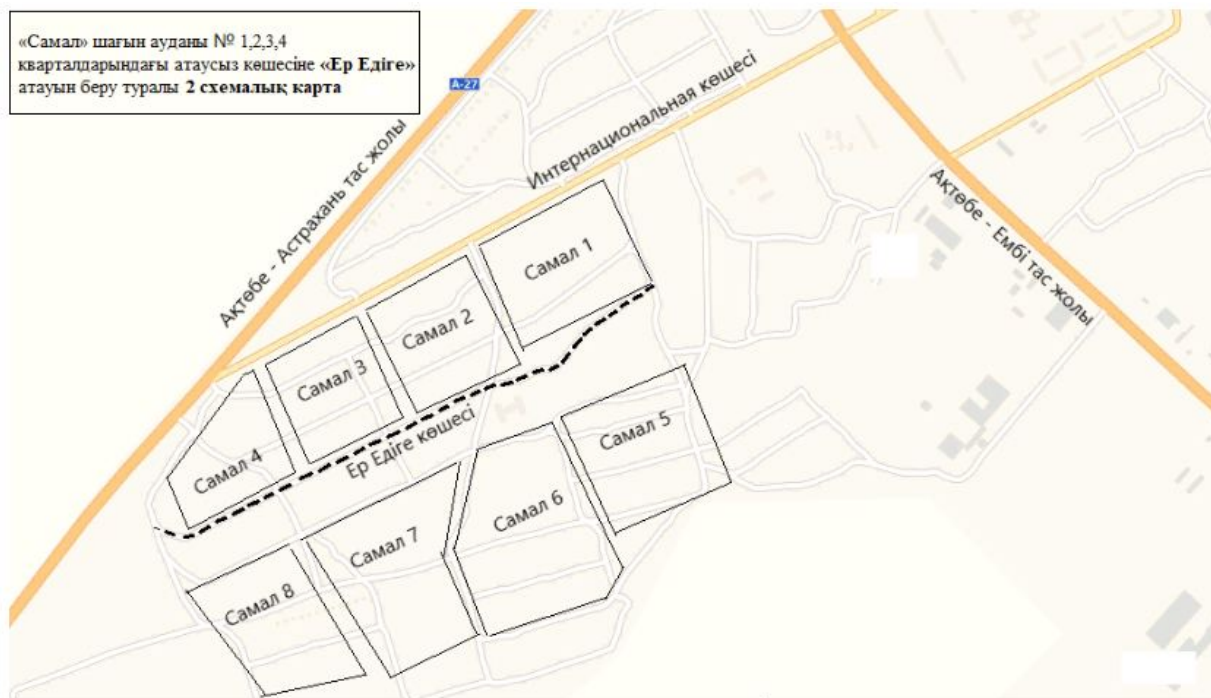 «Самал» шағын ауданы № 1,2,3,4
кварталдарындағы атаусыз көшесіне «Ер Едіге»
атауын беру туралы 2 схемалық карта
A-27
Интернациональная көшесі
Ақтөбе - Астрахань тас жолы
Ақтөбе - Ембі тас жолы
Самал 1
Самал 2
Самал 3
Самал 4
Ер Едіге көшесі
Самал 5
Самал 6
Самал 7
Самал 8